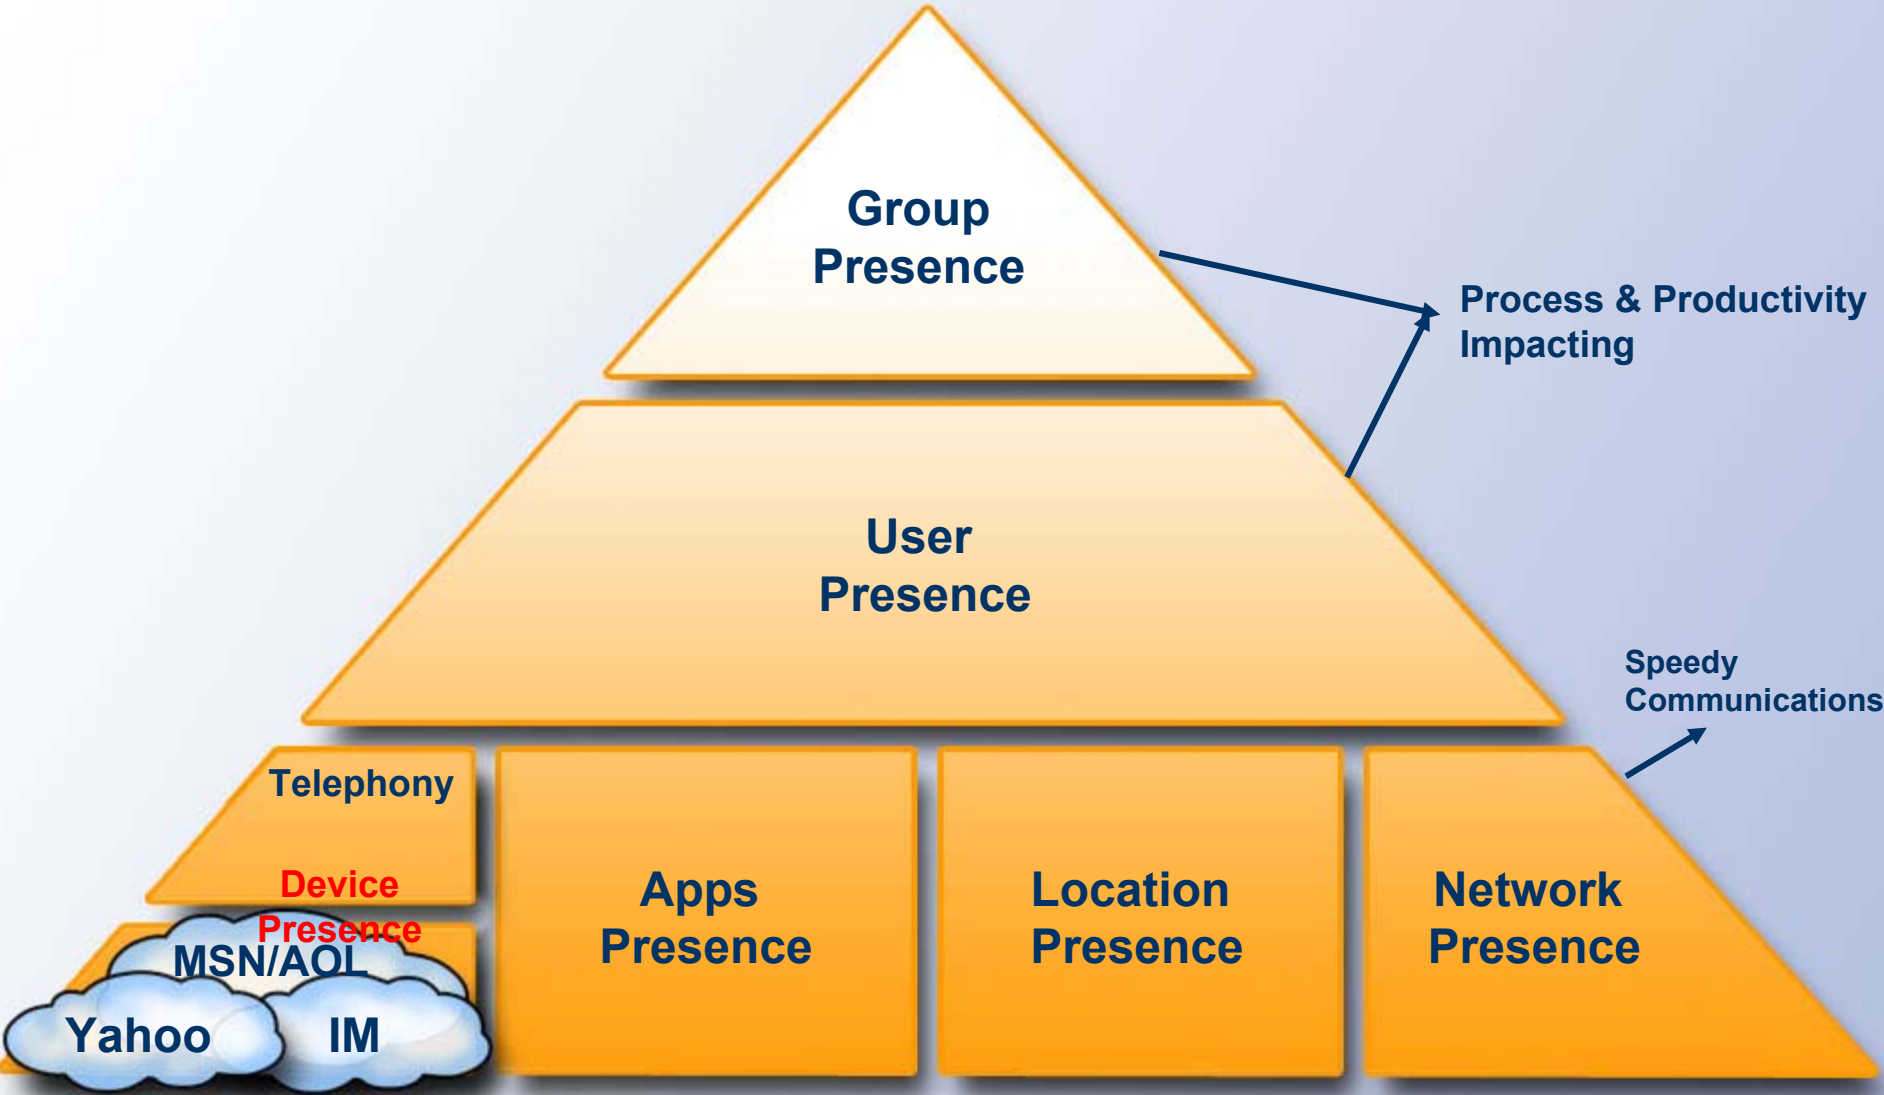 Group
Presence
Process & Productivity
Impacting
User
Presence
Speedy
Communications
Telephony
Device
Presence
MSN/AOL
Yahoo
IM
Apps
Presence
Location
Presence
Network
Presence